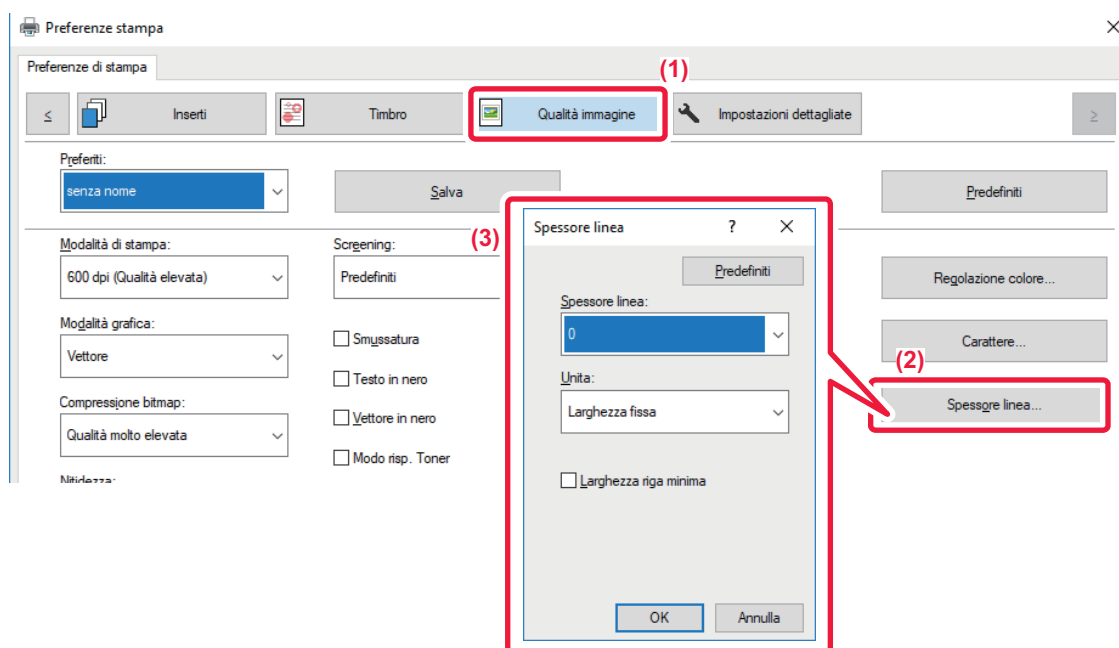 Preferenze stampa
Preferenze di stampa
(1)
<
Inserti
Timbro
Qualità immagine
Impostazioni dettagliate
>
Preferiti:
senza nome
Salva
Predefiniti
Modalità di stampa:
600 dpi (Qualità elevata)
Screening:
Predefiniti
(3)
Spessore linea
?
Predefiniti
Spessore linea:
0
Unita:
Larghezza fissa
Larghezza riga minima
OK
Annulla
Regolazione colore...
Modalità grafica:
Vettore
Smussatura
Carattere...
(2)
Testo in nero
Compressione bitmap:
Qualità molto elevata
Vettore in nero
Spessore linea...
Modo risp. Toner
Nitidezza: